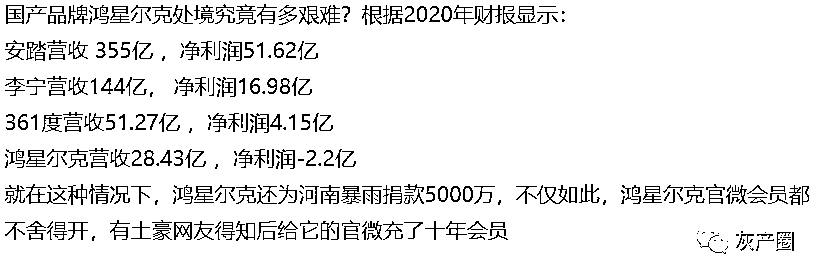 国产品牌鸿星尔克处境究竟有多艰难？根据2020年财报显示：
安踏营收 355亿 ，净利润51.62亿
李宁营收144亿， 净利润16.98亿
361度营收51.27亿 ，净利润4.15亿
鸿星尔克营收28.43亿 ，净利润-2.2亿
就在这种情况下，鸿星尔克还为河南暴雨捐款5000万，不仅如此，鸿星尔克官微会员都
不舍得开，有土豪网友得知后给它的官微充了十年会员
灰产圈